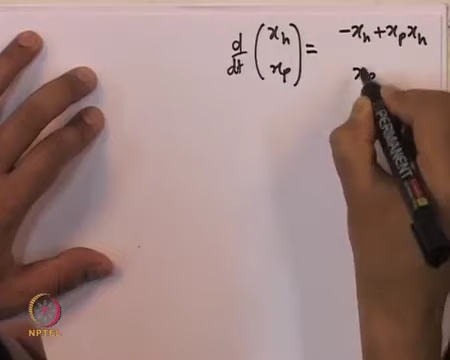 d/dt (x_h x_p) = -x_h + x_p x_h
x_p
PERMANENT
NPTEL